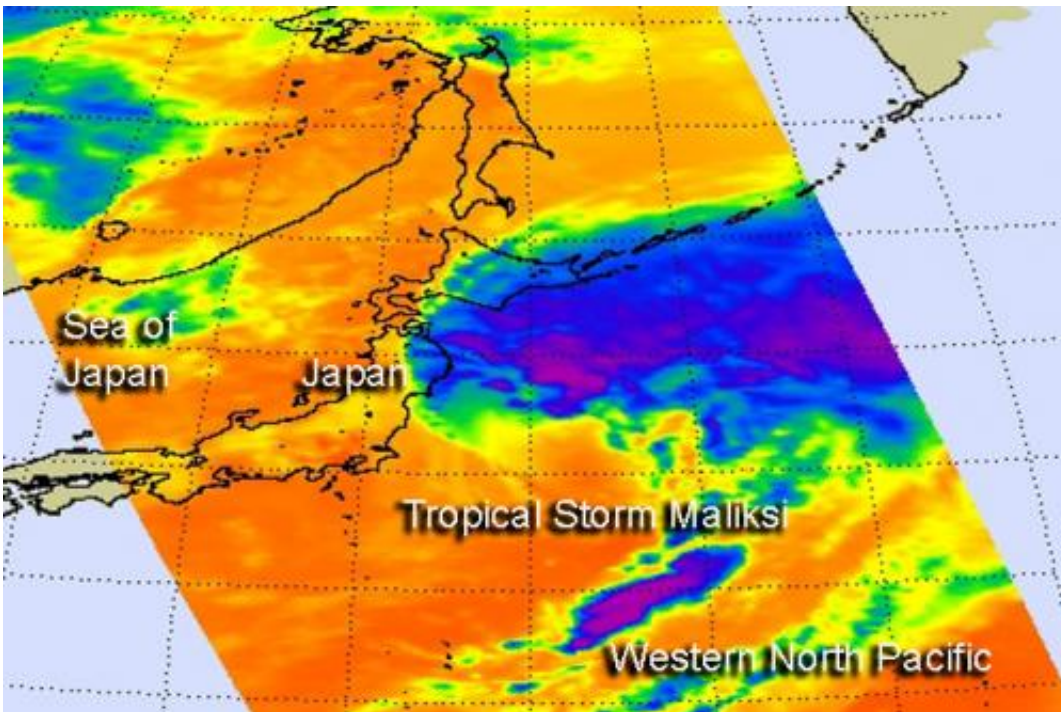 Sea of
Japan
Japan
Tropical Storm Maliksi
Western North Pacific